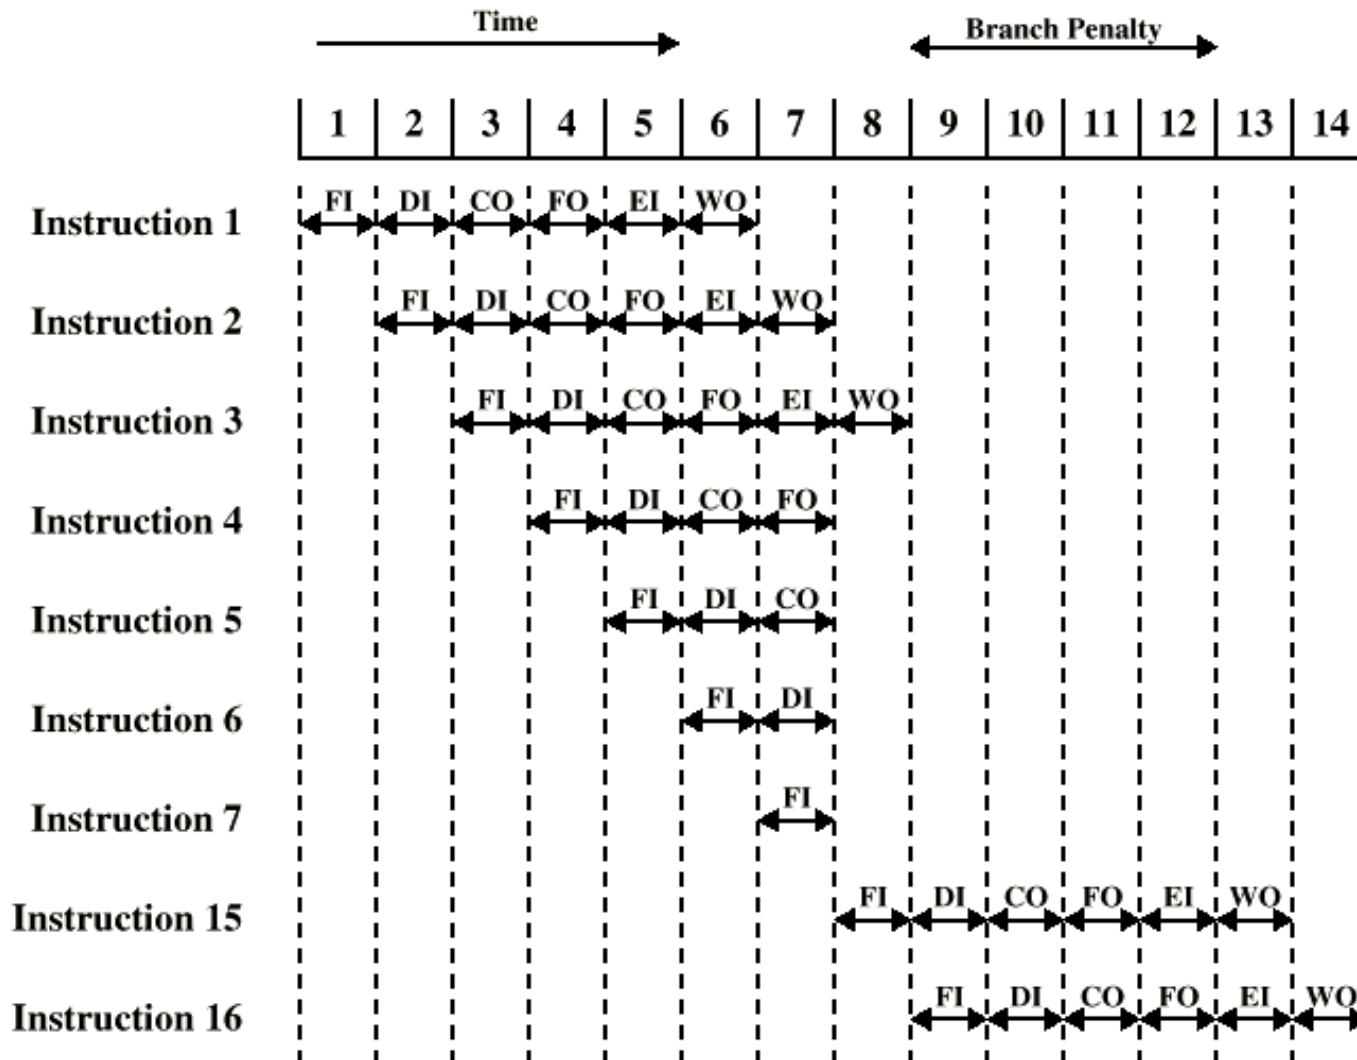 Time Branch Penalty
1 2 3 4 5 6 7 8 9 10 11 12 13 14
Instruction 1 FI DI CO FO EI WO
Instruction 2 FI DI CO FO EI WO
Instruction 3 FI DI CO FO EI WO
Instruction 4 FI DI CO FO
Instruction 5 FI DI CO
Instruction 6 FI DI
Instruction 7 FI
Instruction 15 FI DI CO FO EI WO
Instruction 16 FI DI CO FO EI WO